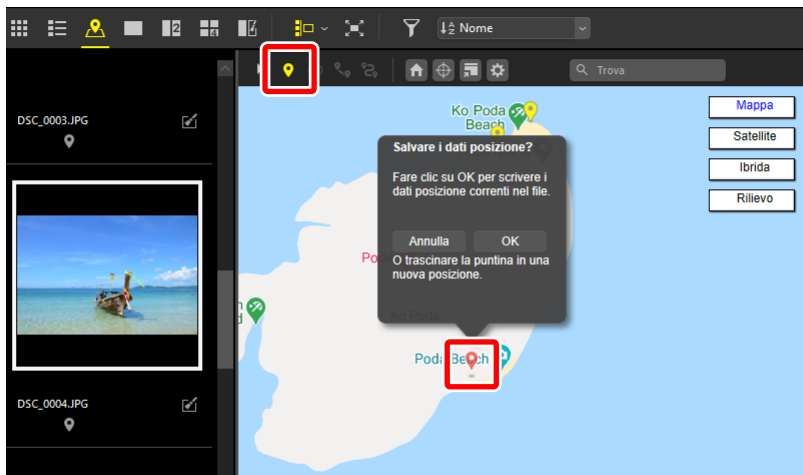 2
4
Nome
Trova
DSC_0003.JPG
DSC_0004.JPG
Ko Poda
Beach
Mappa
Satellite
Ibrida
Rilievo
Salvare i dati posizione?
Fare clic su OK per scrivere i
dati posizione correnti nel file.
Annulla OK
O trascinare la puntina in una
nuova posizione.
Ko Poda
Poda Beach